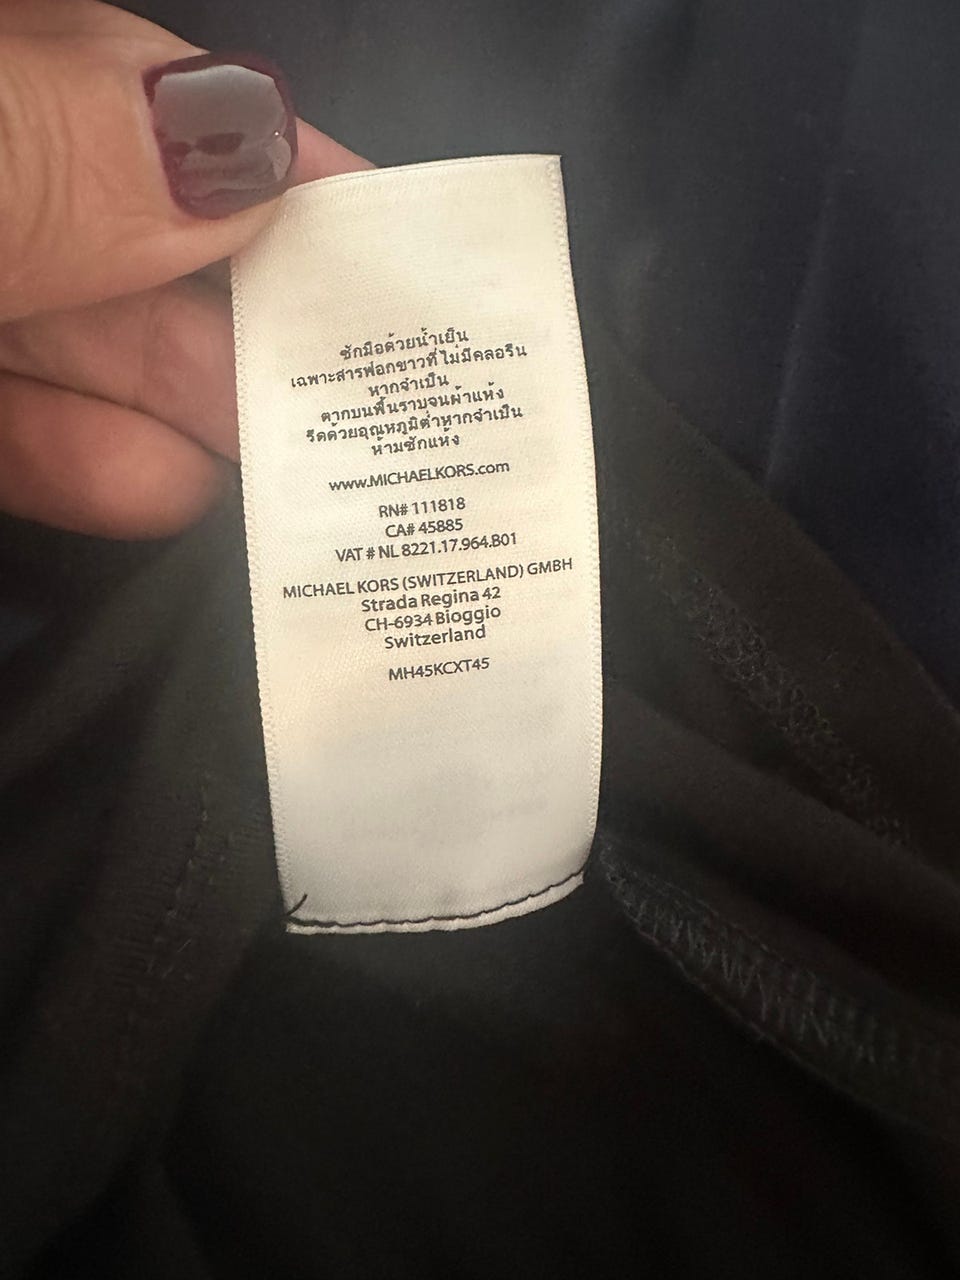 ซักมือด้วยน้ำเย็น
เฉพาะสารฟอกขาวที่ไม่มีคลอรีน
หากจำเป็น
ตากบนพื้นราบจนผ้าแห้ง
รีดด้วยอุณหภูมิต่ำหากจำเป็น
ห้ามซักแห้ง
www.MICHAELKORS.com
RN# 111818
CA# 45885
VAT # NL 8221.17.964.B01
MICHAEL KORS (SWITZERLAND) GMBH
Strada Regina 42
CH-6934 Bioggio
Switzerland
MH45KCXT45